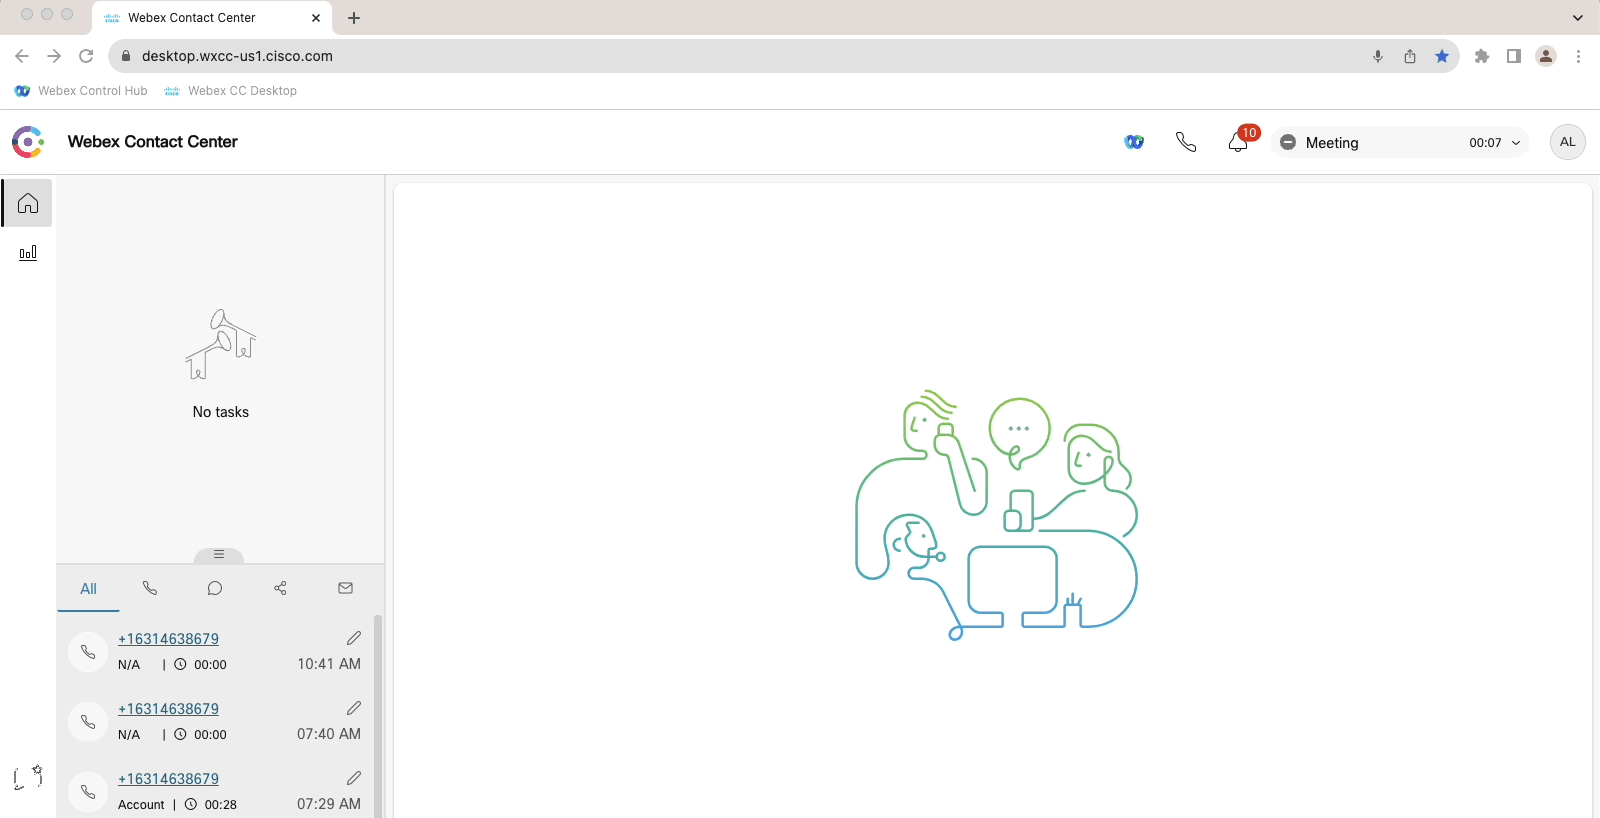 Webex Contact Center
desktop.wxcc-us1.cisco.com
Webex Control Hub
Webex CC Desktop
Webex Contact Center
10
Meeting
00:07
AL
No tasks
All
+16314638679
N/A | 00:00 10:41 AM
+16314638679
N/A | 00:00 07:40 AM
+16314638679
Account | 00:28 07:29 AM